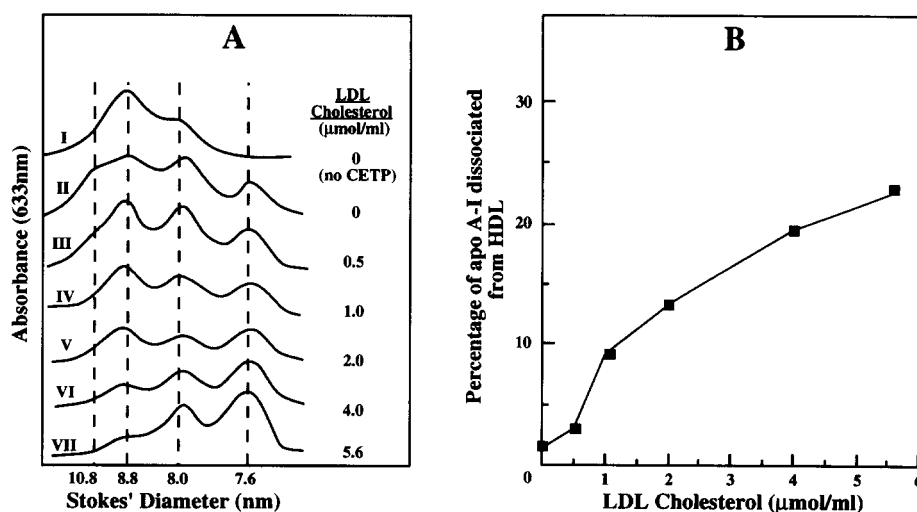 A
LDL
Cholesterol
(μmol/ml)
I
0
(no CETP)
II
0
III
0.5
IV
1.0
V
2.0
VI
4.0
VII
5.6
10.8 8.8 8.0 7.6
Stokes' Diameter (nm)
Absorbance (633nm)
B
30
20
10
0
1 2 3 4 5 6
LDL Cholesterol (μmol/ml)
Percentage of apo A-I dissociated
from HDL